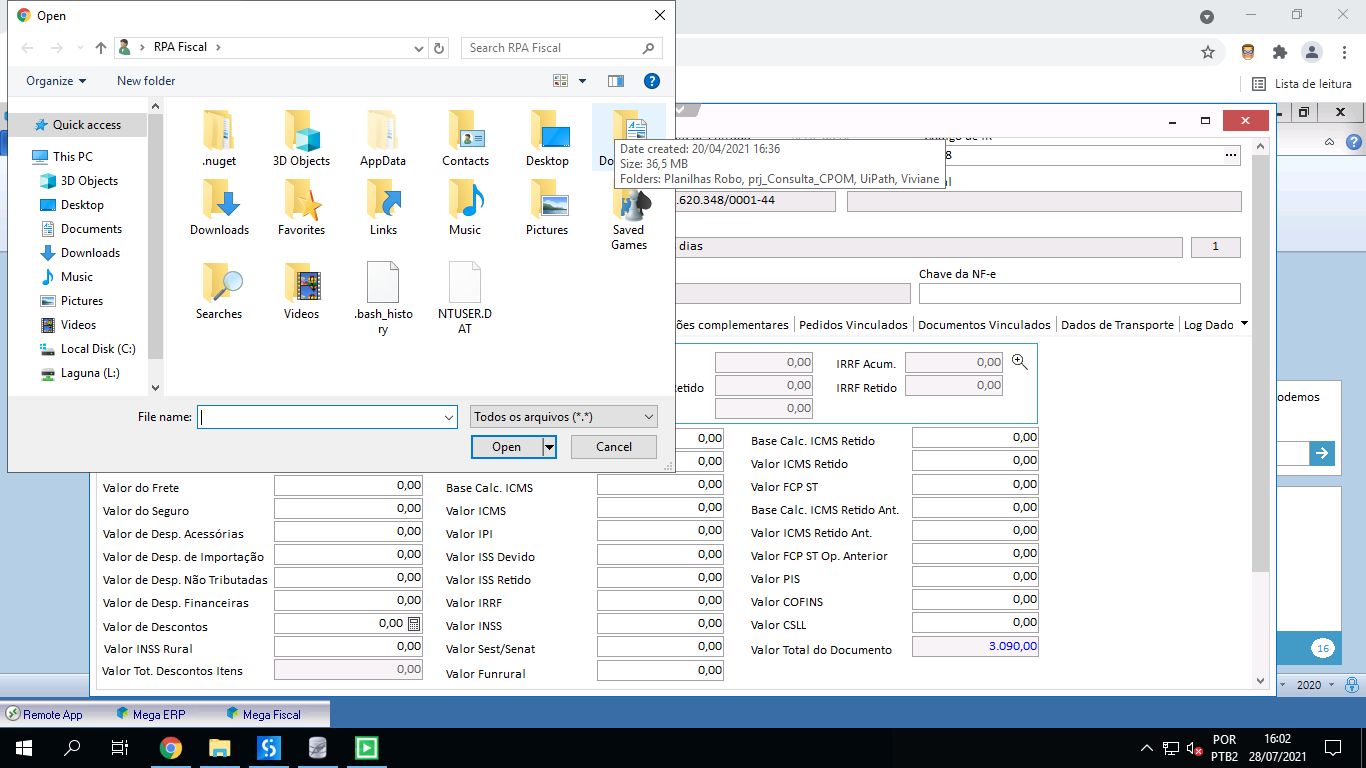 Open
RPA Fiscal
Search RPA Fiscal
Organize
New folder
Lista de leitura
Quick access
This PC
3D Objects
Desktop
Documents
Downloads
Music
Pictures
Videos
Local Disk (C:)
Laguna (L:)
.nuget
3D Objects
AppData
Contacts
Desktop
Date created: 20/04/2021 16:36
Size: 36,5 MB
Folders: Planilhas Robo, prj_Consulta_CPOM, UiPath, Viviane
Downloads
Favorites
Links
Music
Pictures
Saved
Games
Searches
Videos
.bash_histo
ry
NTUSER.D
AT
File name:
Todos os arquivos (*.*)
Open
Cancel
8
...
.620.348/0001-44
dias
1
Chave da NF-e
ões complementares
Pedidos Vinculados
Documentos Vinculados
Dados de Transporte
Log Dado
0,00
IRRF Acum.
0,00
Retido
0,00
IRRF Retido
0,00
0,00
0,00
Base Calc. ICMS Retido
0,00
0,00
Valor ICMS Retido
0,00
Valor do Frete
0,00
Base Calc. ICMS
0,00
Valor FCP ST
0,00
Valor do Seguro
0,00
Valor ICMS
0,00
Base Calc. ICMS Retido Ant.
0,00
Valor de Desp. Acessórias
0,00
Valor IPI
0,00
Valor ICMS Retido Ant.
0,00
Valor de Desp. de Importação
0,00
Valor ISS Devido
0,00
Valor FCP ST Op. Anterior
0,00
Valor de Desp. Não Tributadas
0,00
Valor ISS Retido
0,00
Valor PIS
0,00
Valor de Desp. Financeiras
0,00
Valor IRRF
0,00
Valor COFINS
0,00
Valor de Descontos
0,00
Valor INSS
0,00
Valor CSLL
0,00
Valor INSS Rural
0,00
Valor Sest/Senat
0,00
Valor Total do Documento
3.090,00
Valor Tot. Descontos Itens
0,00
Valor Funrural
0,00
odemos
16
2020
Remote App
Mega ERP
Mega Fiscal
POR
PTB2
16:02
28/07/2021